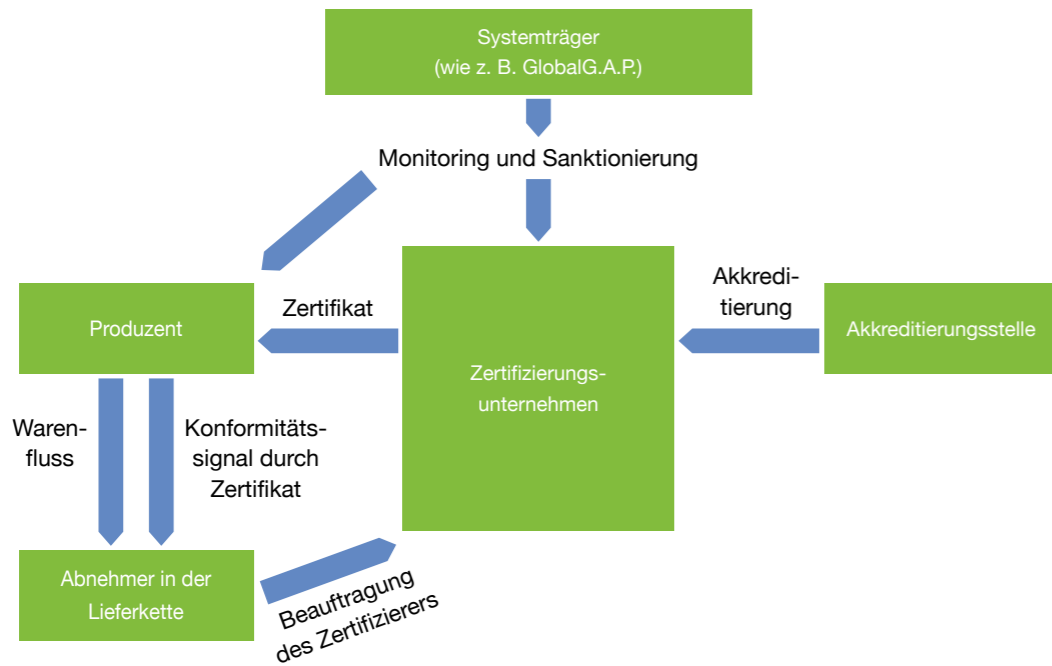 Systemträger
(wie z. B. GlobalG.A.P.)
Monitoring und Sanktionierung
Zertifikat
Akkredi-
tierung
Produzent
Akkreditierungsstelle
Zertifizierungs-
unternehmen
Waren-
fluss
Konformitäts-
signal durch
Zertifikat
Abnehmer in der
Lieferkette
Beauftragung
des Zertifizierers